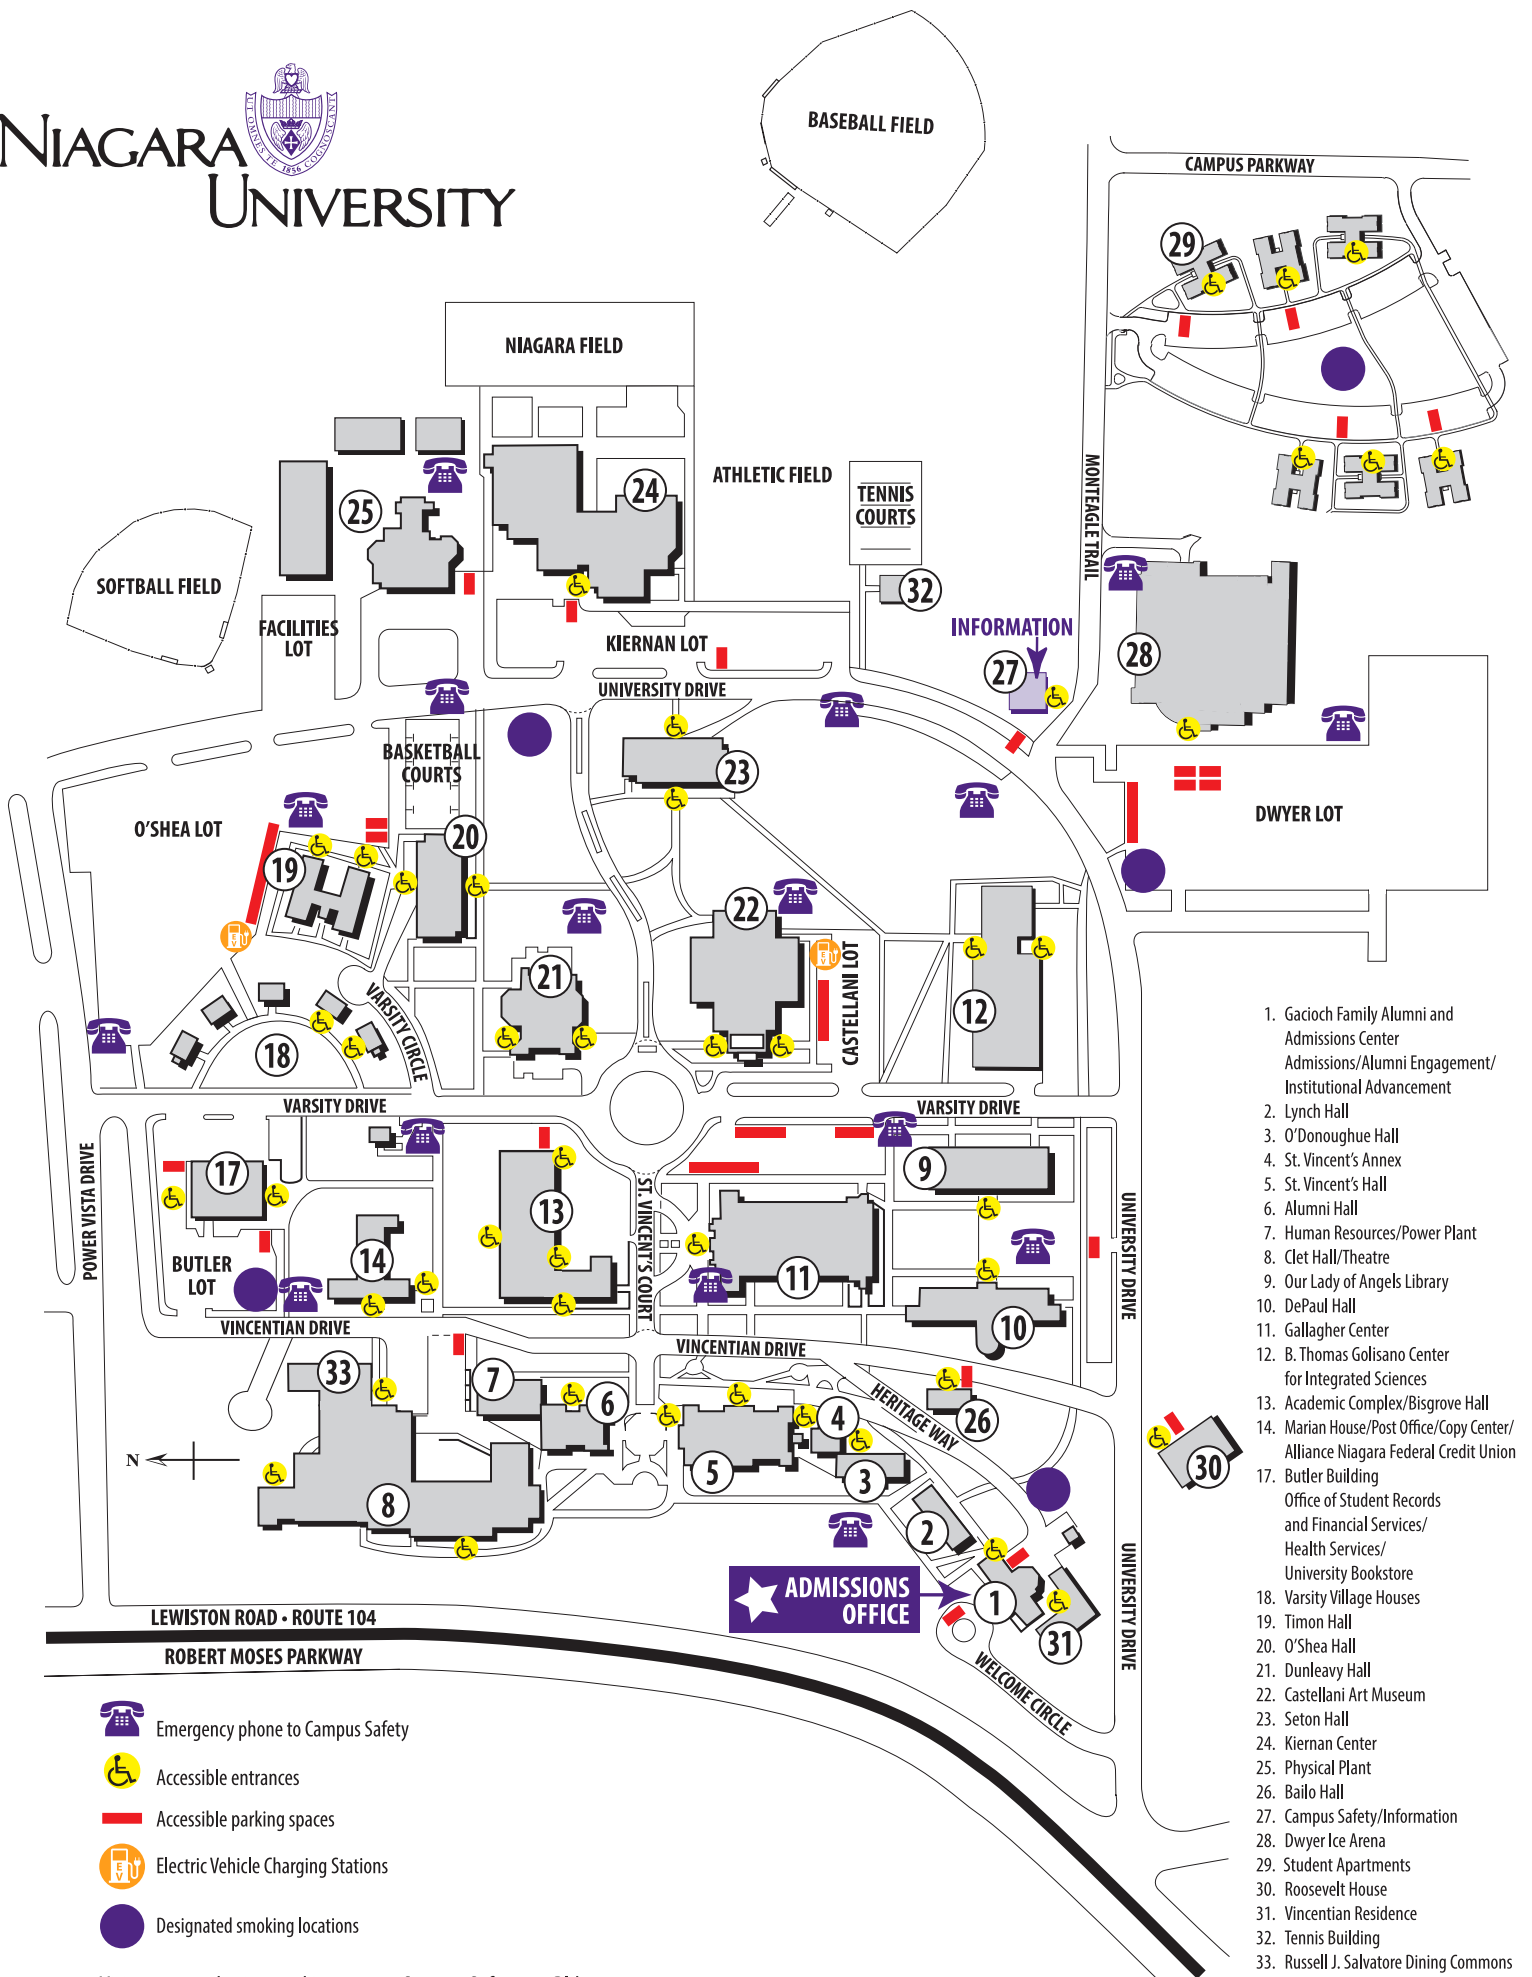 NIAGARA
UNIVERSITY
UT OMNES TE COGNOSCANT
1856
BASEBALL FIELD
CAMPUS PARKWAY
29
NIAGARA FIELD
ATHLETIC FIELD
TENNIS
COURTS
MONTEAGLE TRAIL
24
25
32
SOFTBALL FIELD
FACILITIES
LOT
KIERNAN LOT
INFORMATION
27
28
UNIVERSITY DRIVE
BASKETBALL
COURTS
23
O'SHEA LOT
DWYER LOT
20
19
22
21
CASTELLANI LOT
12
VARSITY CIRCLE
18
VARSITY DRIVE
VARSITY DRIVE
POWER VISTA DRIVE
17
13
ST. VINCENT'S COURT
9
UNIVERSITY DRIVE
BUTLER
LOT
14
11
10
VINCENTIAN DRIVE
VINCENTIAN DRIVE
33
7
6
HERITAGE WAY
26
4
N
5
3
30
8
2
UNIVERSITY DRIVE
ADMISSIONS
OFFICE
1
31
WELCOME CIRCLE
LEWISTON ROAD • ROUTE 104
ROBERT MOSES PARKWAY
Emergency phone to Campus Safety
Accessible entrances
Accessible parking spaces
EV
Electric Vehicle Charging Stations
Designated smoking locations
1. Gacioch Family Alumni and
Admissions Center
Admissions/Alumni Engagement/
Institutional Advancement
2. Lynch Hall
3. O'Donoughue Hall
4. St. Vincent's Annex
5. St. Vincent's Hall
6. Alumni Hall
7. Human Resources/Power Plant
8. Clet Hall/Theatre
9. Our Lady of Angels Library
10. DePaul Hall
11. Gallagher Center
12. B. Thomas Golisano Center
for Integrated Sciences
13. Academic Complex/Bisgrove Hall
14. Marian House/Post Office/Copy Center/
Alliance Niagara Federal Credit Union
17. Butler Building
Office of Student Records
and Financial Services/
Health Services/
University Bookstore
18. Varsity Village Houses
19. Timon Hall
20. O'Shea Hall
21. Dunleavy Hall
22. Castellani Art Museum
23. Seton Hall
24. Kiernan Center
25. Physical Plant
26. Bailo Hall
27. Campus Safety/Information
28. Dwyer Ice Arena
29. Student Apartments
30. Roosevelt House
31. Vincentian Residence
32. Tennis Building
33. Russell J. Salvatore Dining Commons